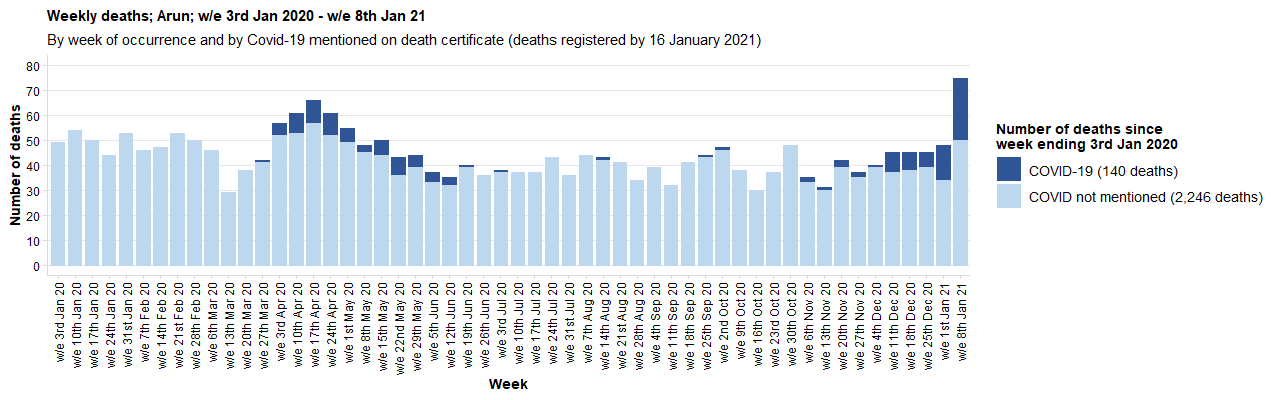 Weekly deaths; Arun; w/e 3rd Jan 2020 - w/e 8th Jan 21
By week of occurrence and by Covid-19 mentioned on death certificate (deaths registered by 16 January 2021)
Number of deaths
80
70
60
50
40
30
20
10
0
w/e 3rd Jan 20
w/e 10th Jan 20
w/e 17th Jan 20
w/e 24th Jan 20
w/e 31st Jan 20
w/e 7th Feb 20
w/e 14th Feb 20
w/e 21st Feb 20
w/e 28th Feb 20
w/e 6th Mar 20
w/e 13th Mar 20
w/e 20th Mar 20
w/e 27th Mar 20
w/e 3rd Apr 20
w/e 10th Apr 20
w/e 17th Apr 20
w/e 24th Apr 20
w/e 1st May 20
w/e 8th May 20
w/e 15th May 20
w/e 22nd May 20
w/e 29th May 20
w/e 5th Jun 20
w/e 12th Jun 20
w/e 19th Jun 20
w/e 26th Jun 20
w/e 3rd Jul 20
w/e 10th Jul 20
w/e 17th Jul 20
w/e 24th Jul 20
w/e 31st Jul 20
w/e 7th Aug 20
w/e 14th Aug 20
w/e 21st Aug 20
w/e 28th Aug 20
w/e 4th Sep 20
w/e 11th Sep 20
w/e 18th Sep 20
w/e 25th Sep 20
w/e 2nd Oct 20
w/e 9th Oct 20
w/e 16th Oct 20
w/e 23rd Oct 20
w/e 30th Oct 20
w/e 6th Nov 20
w/e 13th Nov 20
w/e 20th Nov 20
w/e 27th Nov 20
w/e 4th Dec 20
w/e 11th Dec 20
w/e 18th Dec 20
w/e 25th Dec 20
w/e 1st Jan 21
w/e 8th Jan 21
Week
Number of deaths since
week ending 3rd Jan 2020
COVID-19 (140 deaths)
COVID not mentioned (2,246 deaths)